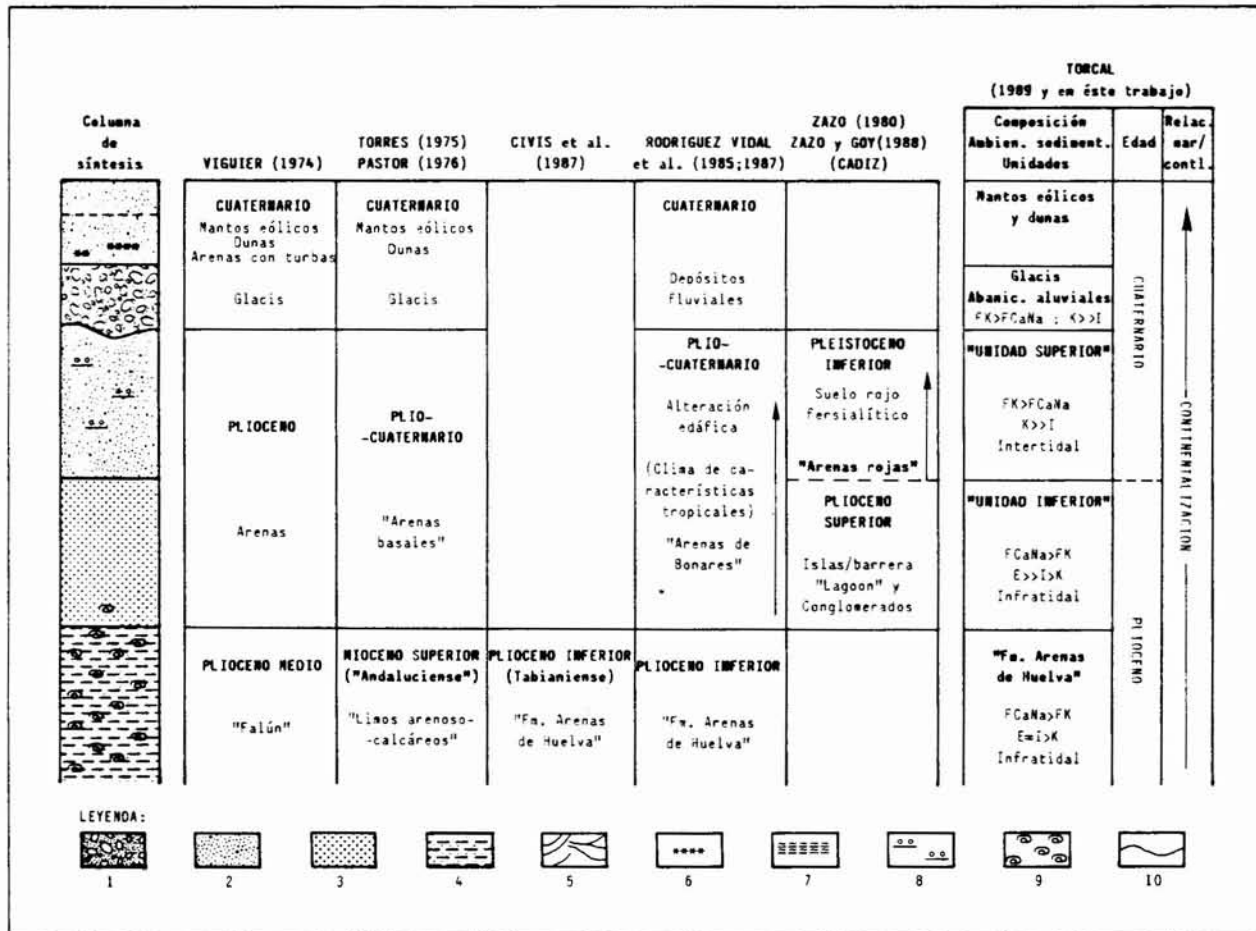 TORCAL
(1989 y em éste trabajo)
Columna
de
síntesis
VIGUIER (1974)
TORRES (1975)
PASTOR (1976)
CIVIS et al.
(1987)
RODRIGUEZ VIDAL
et al. (1985;1987)
ZAZO (1980)
ZAZO y GOY(1988)
(CADIZ)
Composición
Ambien. sediment.
Unidades
Edad
Relac.
mar/
contl.
CUATERNARIO
Mantos eólicos
Dunas
Arenas con turbas
Glacis
PLIOCENO
Arenas
PLIOCENO MEDIO
"Falún"
CUATERNARIO
Mantos eólicos
Dunas
Glacis
PLIO-
-CUATERNARIO
"Arenas
basales"
MIOCENO SUPERIOR
("Andaluciense")
"Limos arenoso-
-calcáreos"
PLIOCENO INFERIOR
(Tabianiense)
"Fm. Arenas
de Huelva"
CUATERNARIO
Depósitos
fluviales
PLIO-
-CUATERNARIO
Alteración
edáfica
(Clima de ca-
racterísticas
tropicales)
"Arenas de
Bonares"
*
PLIOCENO INFERIOR
"Fm. Arenas
de Huelva"
PLEISTOCENO
INFERIOR
Suelo rojo
fersialítico
"Arenas rojas"
PLIOCENO
SUPERIOR
Islas/barrera
"Lagoon" y
Conglomerados
Mantos eólicos
y dunas
Glacis
Abanic. aluviales
FK>FCaNa ; K>>I
"UNIDAD SUPERIOR"
FK>FCaNa
K>>I
Intertidal
"UNIDAD INFERIOR"
FCaNa>FK
E>>I>K
Infratidal
"Fm. Arenas
de Huelva"
FCaNa>FK
E=I>K
Infratidal
CUATERNARIO
PLIOCENO
CONTINENTALIZACION
LEYENDA:
1 2 3 4 5 6 7 8 9 10